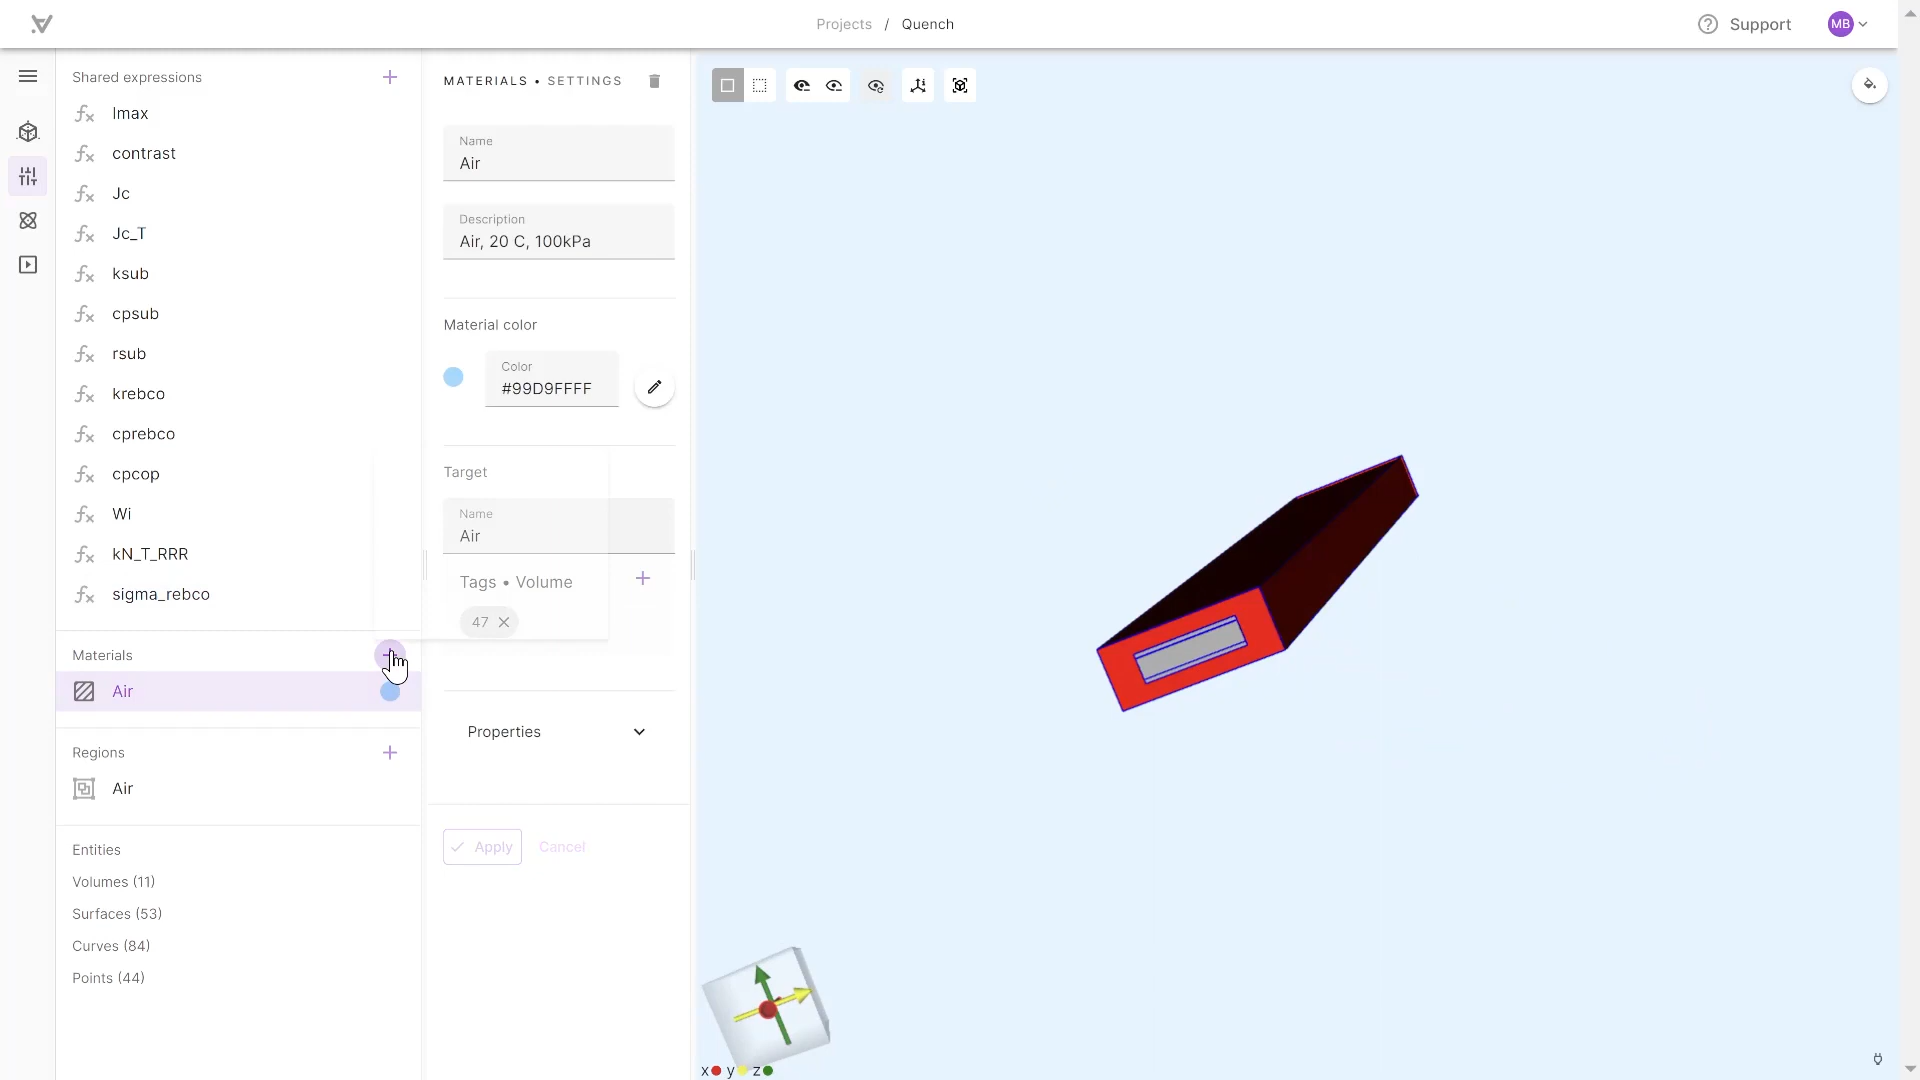 Projects / Quench
Support
MB
Shared expressions
Imax
contrast
Jc
Jc_T
ksub
cpsub
rsub
krebco
cprebco
cpcop
Wi
kN_T_RRR
sigma_rebco
Materials
Air
Regions
Air
Entities
Volumes (11)
Surfaces (53)
Curves (84)
Points (44)
MATERIALS • SETTINGS
Name
Air
Description
Air, 20 C, 100kPa
Material color
Color
#99D9FFFF
Target
Name
Air
Tags • Volume
47
Properties
Apply Cancel
x y z